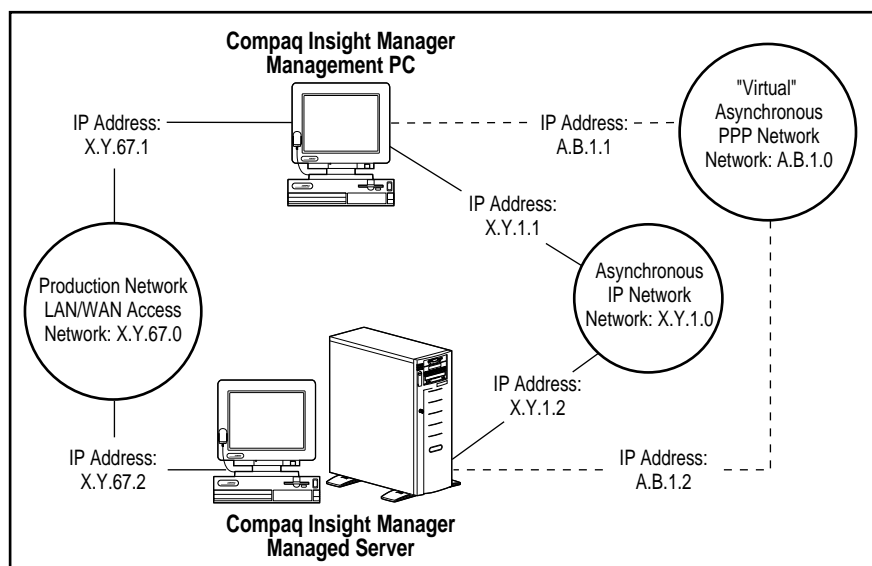 Compaq Insight Manager
Management PC
"Virtual"
Asynchronous
PPP Network
Network: A.B.1.0
IP Address:
X.Y.67.1
IP Address:
A.B.1.1
IP Address:
X.Y.1.1
Production Network
LAN/WAN Access
Network: X.Y.67.0
Asynchronous
IP Network
Network: X.Y.1.0
IP Address:
X.Y.1.2
IP Address:
X.Y.67.2
IP Address:
A.B.1.2
Compaq Insight Manager
Managed Server